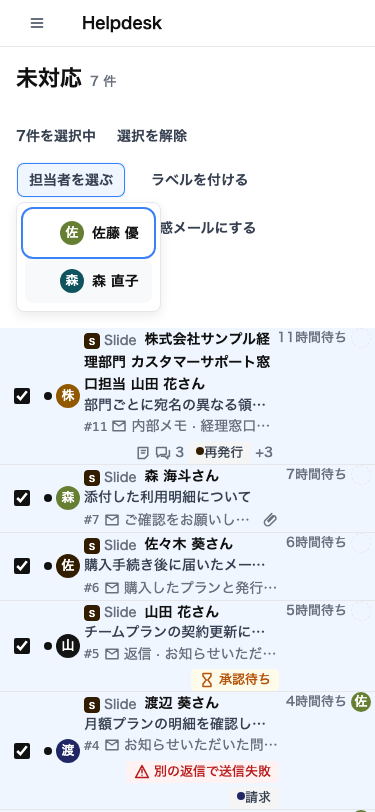 Helpdesk
未対応 7 件
7件を選択中 選択を解除
担当者を選ぶ ラベルを付ける
佐 佐藤 優
惑メールにする
森 森 直子
s Slide 株式会社サンプル経 11時間待ち
理部門 カスタマーサポート窓
株 口担当 山田 花さん
部門ごとに宛名の異なる領…
#11 内部メモ · 経理窓口…
3 再発行 +3
s Slide 森 海斗さん 7時間待ち
森 添付した利用明細について
#7 ご確認をお願いし…
s Slide 佐々木 葵さん 6時間待ち
佐 購入手続き後に届いたメー…
#6 購入したプランと発行…
s Slide 山田 花さん 5時間待ち
山 チームプランの契約更新に…
#5 返信 · お知らせいただ…
承認待ち
s Slide 渡辺 葵さん 4時間待ち 佐
月額プランの明細を確認し…
渡 #4 お知らせいただいた問…
別の返信で送信失敗
請求